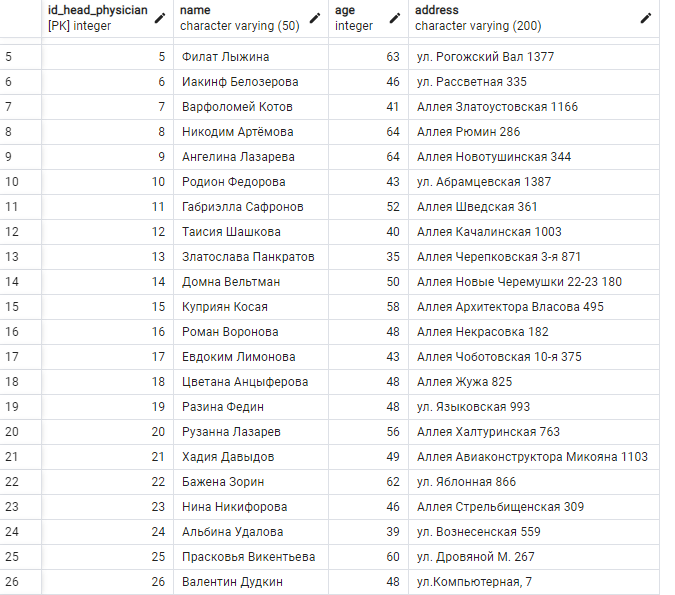 id_head_physician name age address
[PK] integer character varying (50) integer character varying (200)
5 5 Филат Лыжина 63 ул. Рогожский Вал 1377
6 6 Иакинф Белозерова 46 ул. Рассветная 335
7 7 Варфоломей Котов 41 Аллея Златоустовская 1166
8 8 Никодим Артёмова 64 Аллея Рюмин 286
9 9 Ангелина Лазарева 64 Аллея Новотушинская 344
10 10 Родион Федорова 43 ул. Абрамцевская 1387
11 11 Габриэлла Сафронов 52 Аллея Шведская 361
12 12 Таисия Шашкова 40 Аллея Качалинская 1003
13 13 Златослава Панкратов 35 Аллея Черепковская 3-я 871
14 14 Домна Вельтман 50 Аллея Новые Черемушки 22-23 180
15 15 Куприян Косая 58 Аллея Архитектора Власова 495
16 16 Роман Воронова 48 Аллея Некрасовка 182
17 17 Евдоким Лимонова 43 Аллея Чоботовская 10-я 375
18 18 Цветана Анцыферова 48 Аллея Жужа 825
19 19 Разина Федин 48 ул. Языковская 993
20 20 Рузанна Лазарев 56 Аллея Халтуринская 763
21 21 Хадия Давыдов 49 Аллея Авиаконструктора Микояна 1103
22 22 Бажена Зорин 62 ул. Яблонная 866
23 23 Нина Никифорова 46 Аллея Стрельбищенская 309
24 24 Альбина Удалова 39 ул. Вознесенская 559
25 25 Прасковья Викентьева 60 ул. Дровяной М. 267
26 26 Валентин Дудкин 48 ул.Компьютерная, 7